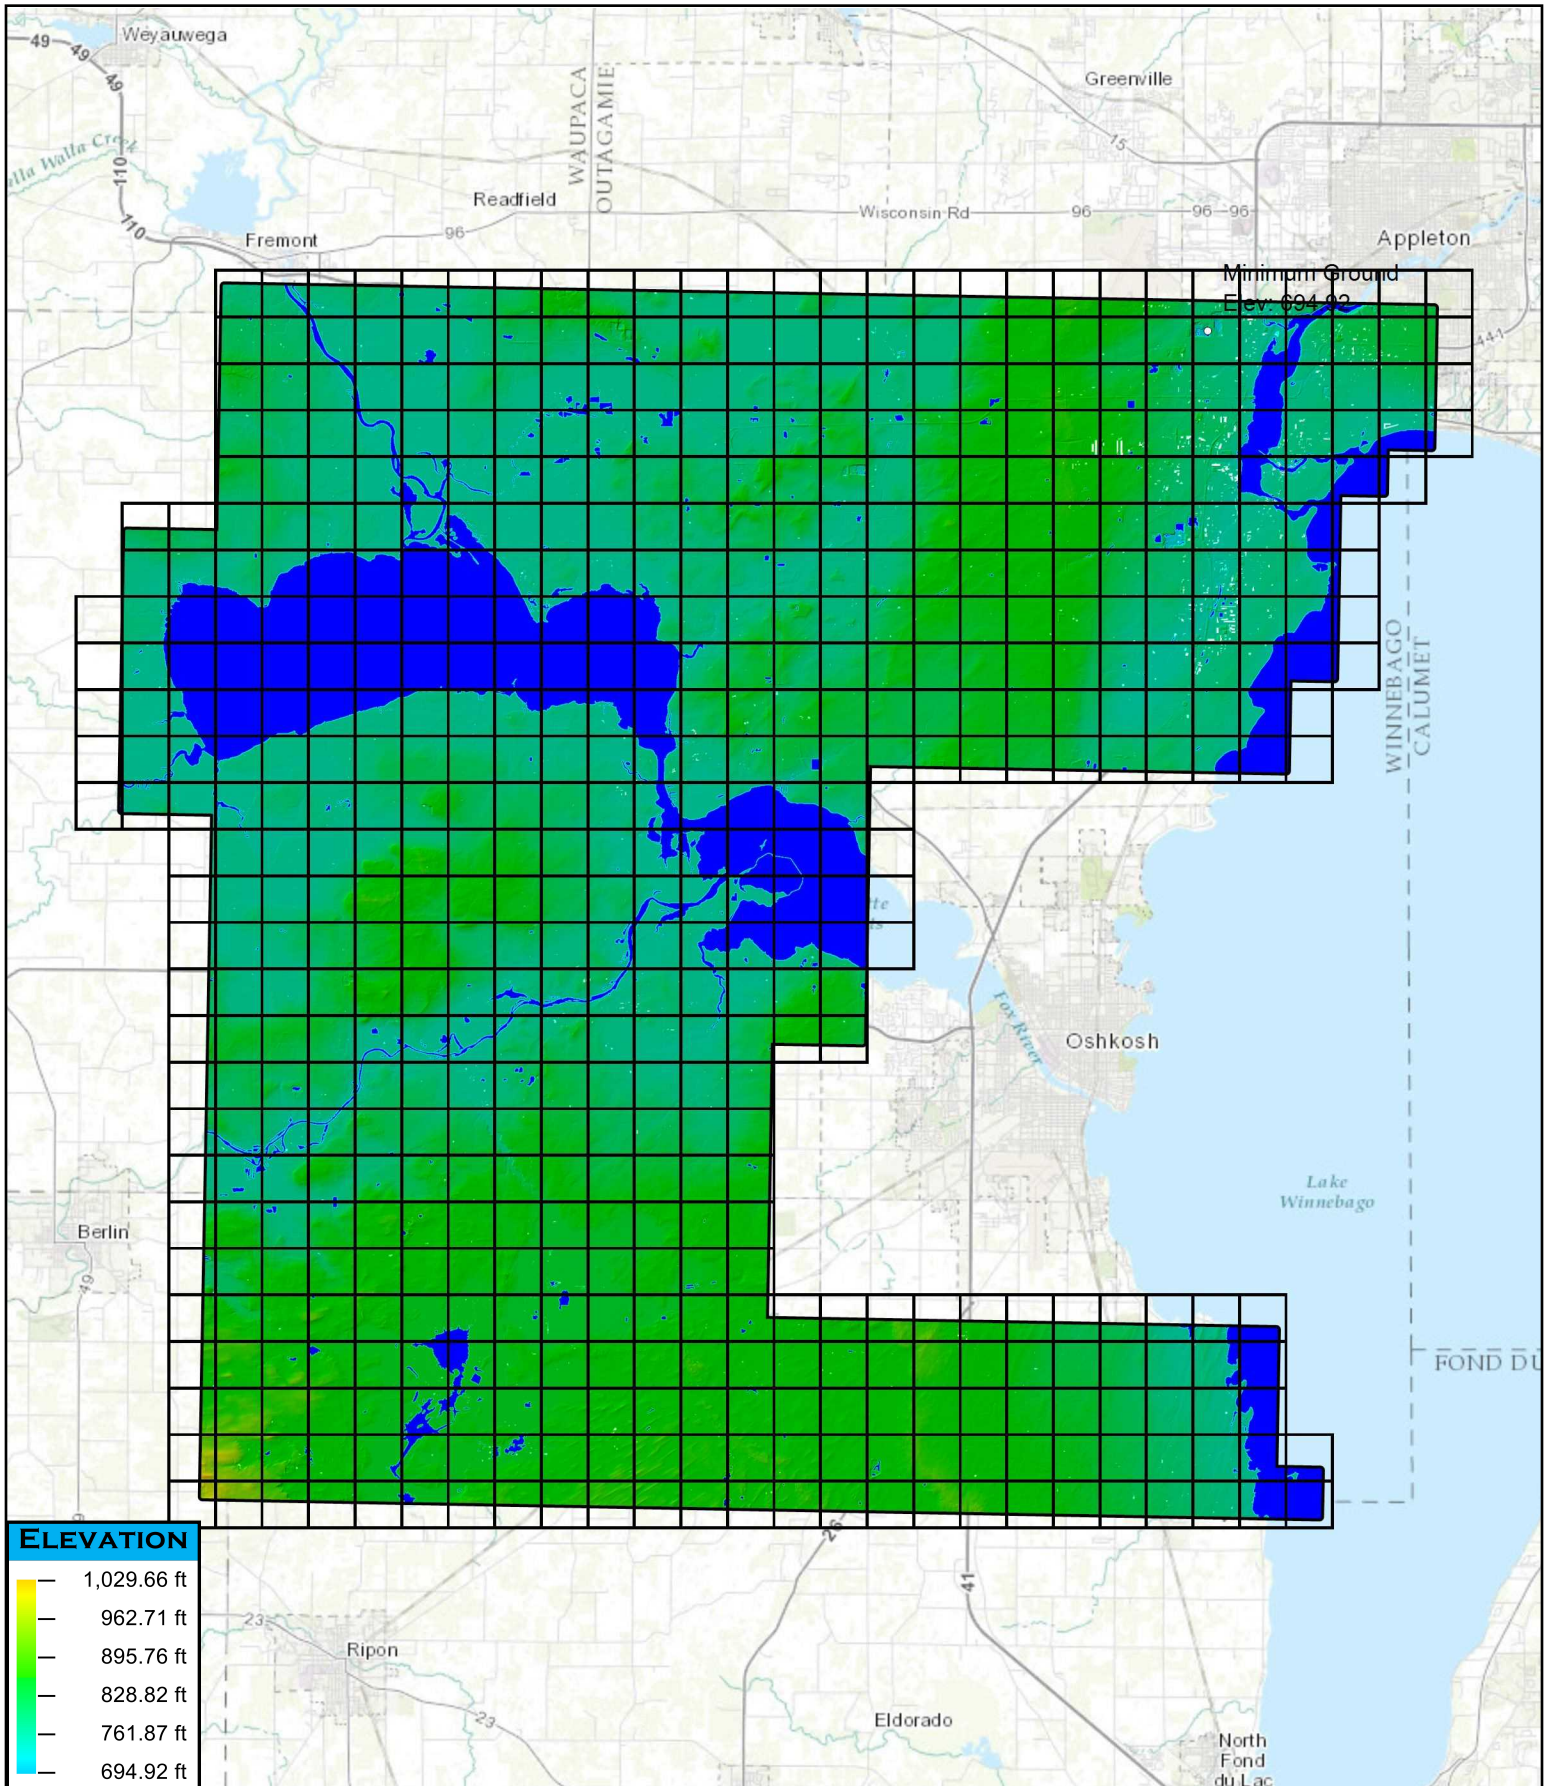 49
Weyauwega
49
49
Greenville
WAUPACA
OUTAGAMIE
15
Creek
110
Readfield
96
Wisconsin Rd
96
96
96
110
Fremont
Appleton
Minimum Ground
Elev: 694.92
441
WINNEBAGO
CALUMET
Fox River
Oshkosh
Lake
Winnebago
Berlin
49
FOND DU
26
41
ELEVATION
1,029.66 ft
962.71 ft
895.76 ft
828.82 ft
761.87 ft
694.92 ft
23
Ripon
23
Eldorado
North
Fond
du Lac